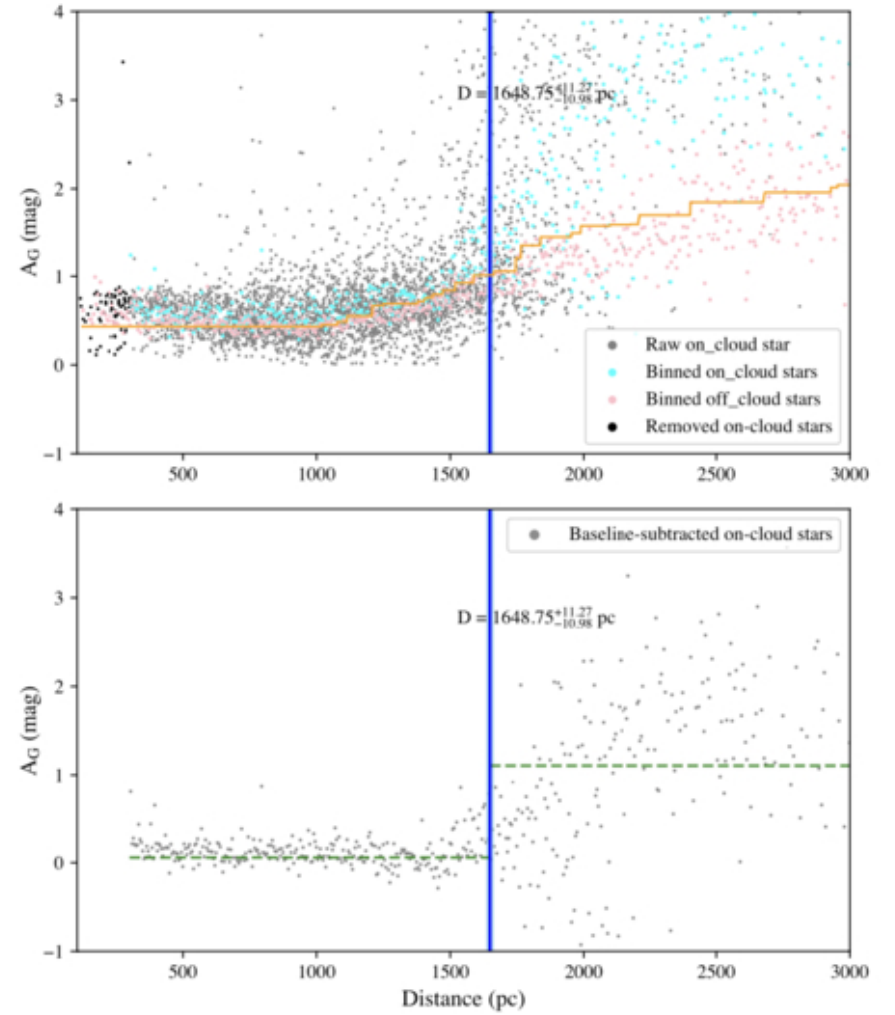 4
3
2
1
0
−1
A_G (mag)
D = 1648.75^{+11.27}_{−10.98} pc
Raw on_cloud star
Binned on_cloud stars
Binned off_cloud stars
Removed on-cloud stars
500 1000 1500 2000 2500 3000
4
3
2
1
0
−1
A_G (mag)
Baseline-subtracted on-cloud stars
D = 1648.75^{+11.27}_{−10.98} pc
500 1000 1500 2000 2500 3000
Distance (pc)